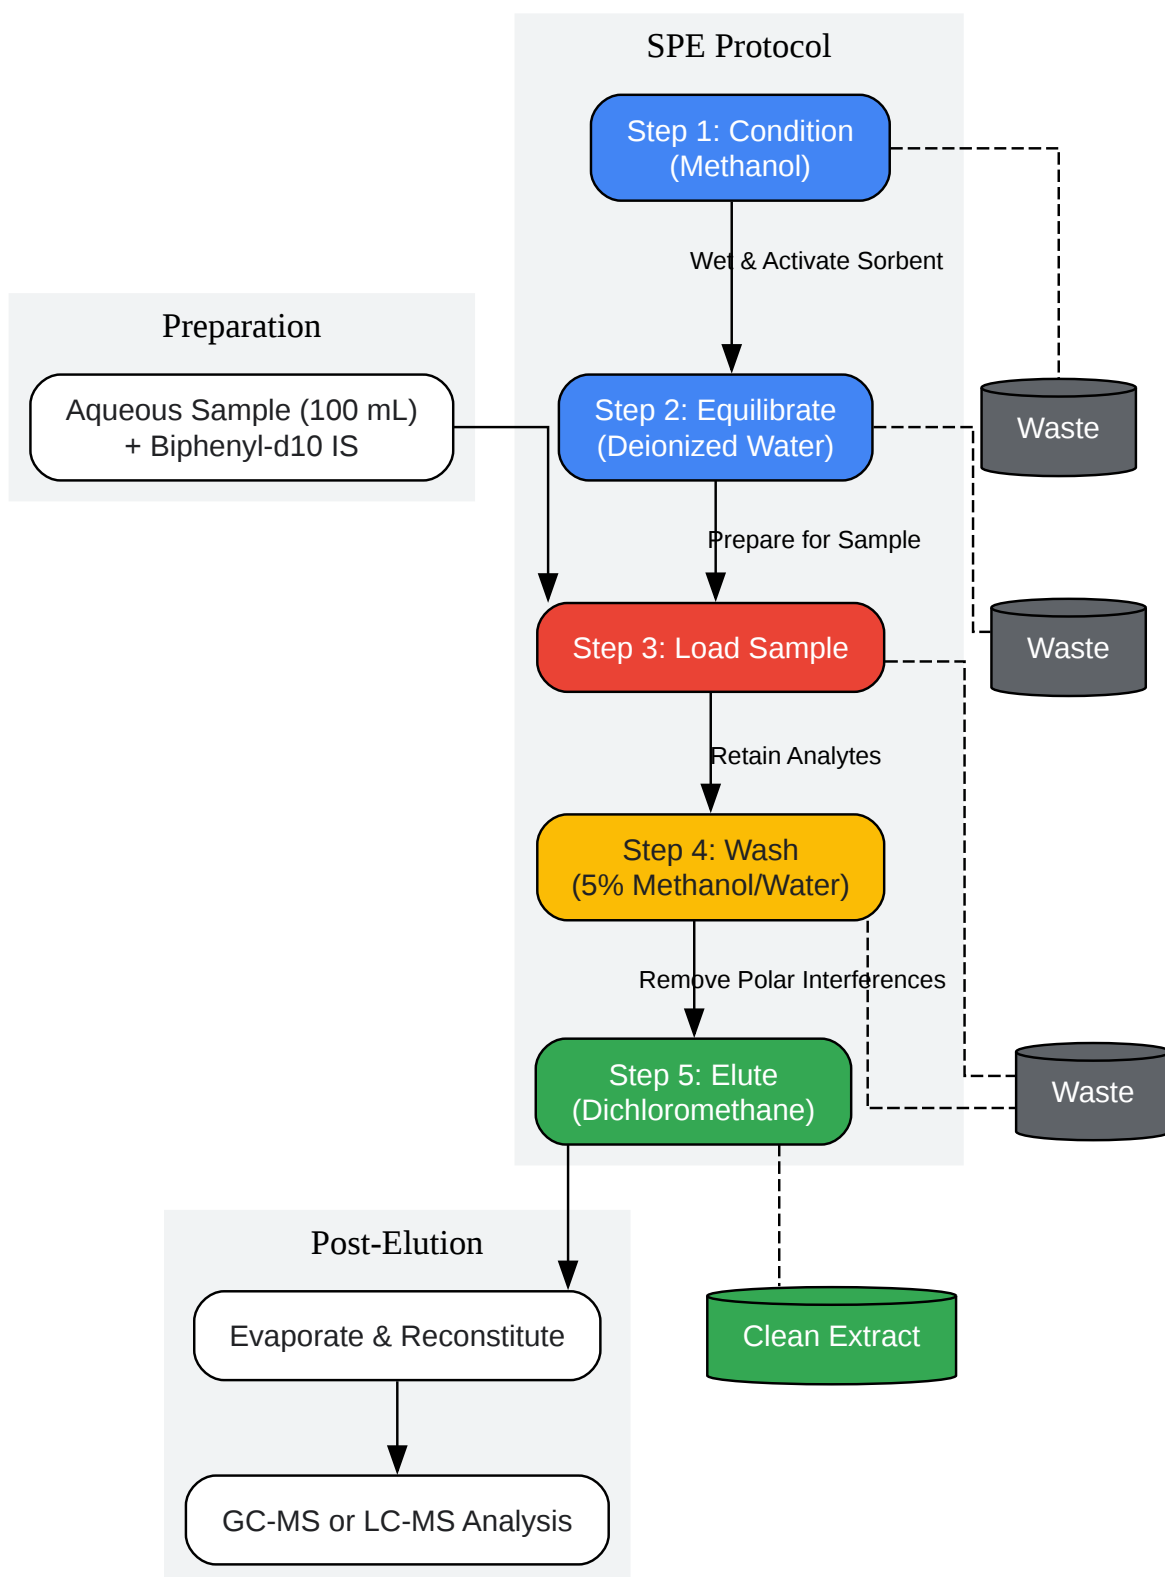 SPE Protocol
Step 1: Condition
(Methanol)
Wet & Activate Sorbent
Preparation
Aqueous Sample (100 mL)
+ Biphenyl-d10 IS
Step 2: Equilibrate
(Deionized Water)
Waste
Prepare for Sample
Step 3: Load Sample
Waste
Retain Analytes
Step 4: Wash
(5% Methanol/Water)
Remove Polar Interferences
Step 5: Elute
(Dichloromethane)
Waste
Post-Elution
Evaporate & Reconstitute
Clean Extract
GC-MS or LC-MS Analysis